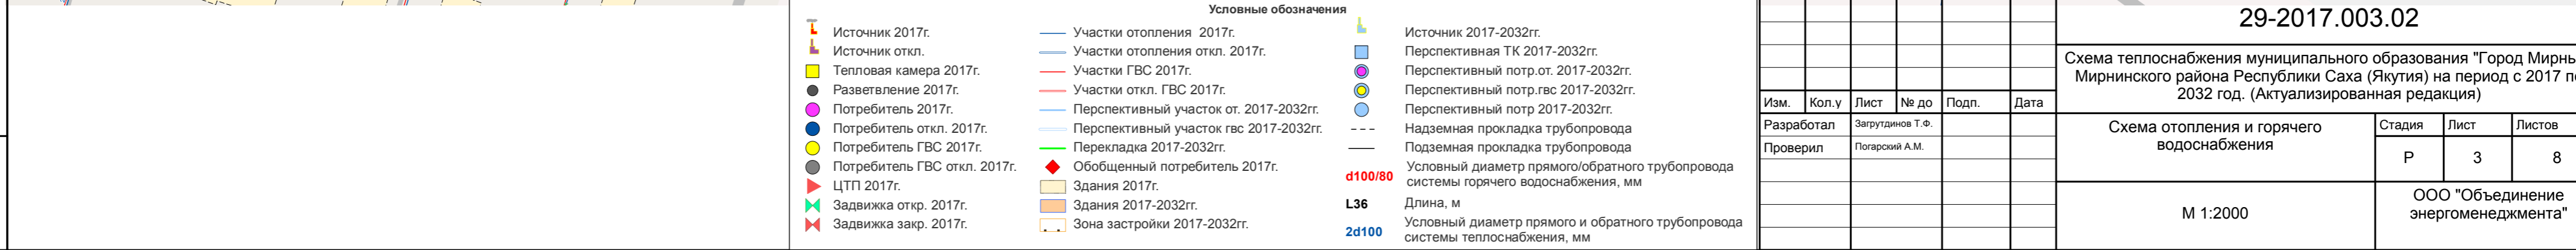 Условные обозначения
Источник 2017г.
Источник откл.
Тепловая камера 2017г.
Разветвление 2017г.
Потребитель 2017г.
Потребитель откл. 2017г.
Потребитель ГВС 2017г.
Потребитель ГВС откл. 2017г.
ЦТП 2017г.
Задвижка откр. 2017г.
Задвижка закр. 2017г.
Участки отопления 2017г.
Участки отопления откл. 2017г.
Участки ГВС 2017г.
Участки откл. ГВС 2017г.
Перспективный участок от. 2017-2032гг.
Перспективный участок гвс 2017-2032гг.
Перекладка 2017-2032гг.
Обобщенный потребитель 2017г.
Здания 2017г.
Здания 2017-2032гг.
Зона застройки 2017-2032гг.
Источник 2017-2032гг.
Перспективная ТК 2017-2032гг.
Перспективный потр.от. 2017-2032гг.
Перспективный потр.гвс 2017-2032гг.
Перспективный потр 2017-2032гг.
Надземная прокладка трубопровода
Подземная прокладка трубопровода
d100/80 Условный диаметр прямого/обратного трубопровода
системы горячего водоснабжения, мм
L36 Длина, м
2d100 Условный диаметр прямого и обратного трубопровода
системы теплоснабжения, мм
29-2017.003.02
Схема теплоснабжения муниципального образования "Город Мирны
Мирнинского района Республики Саха (Якутия) на период с 2017 п
2032 год. (Актуализированная редакция)
Изм. Кол.у Лист № до Подп. Дата
Разработал Загрутдинов Т.Ф.
Проверил Погарский А.М.
Схема отопления и горячего
водоснабжения
Стадия Лист Листов
Р 3 8
М 1:2000
ООО "Объединение
энергоменеджмента"